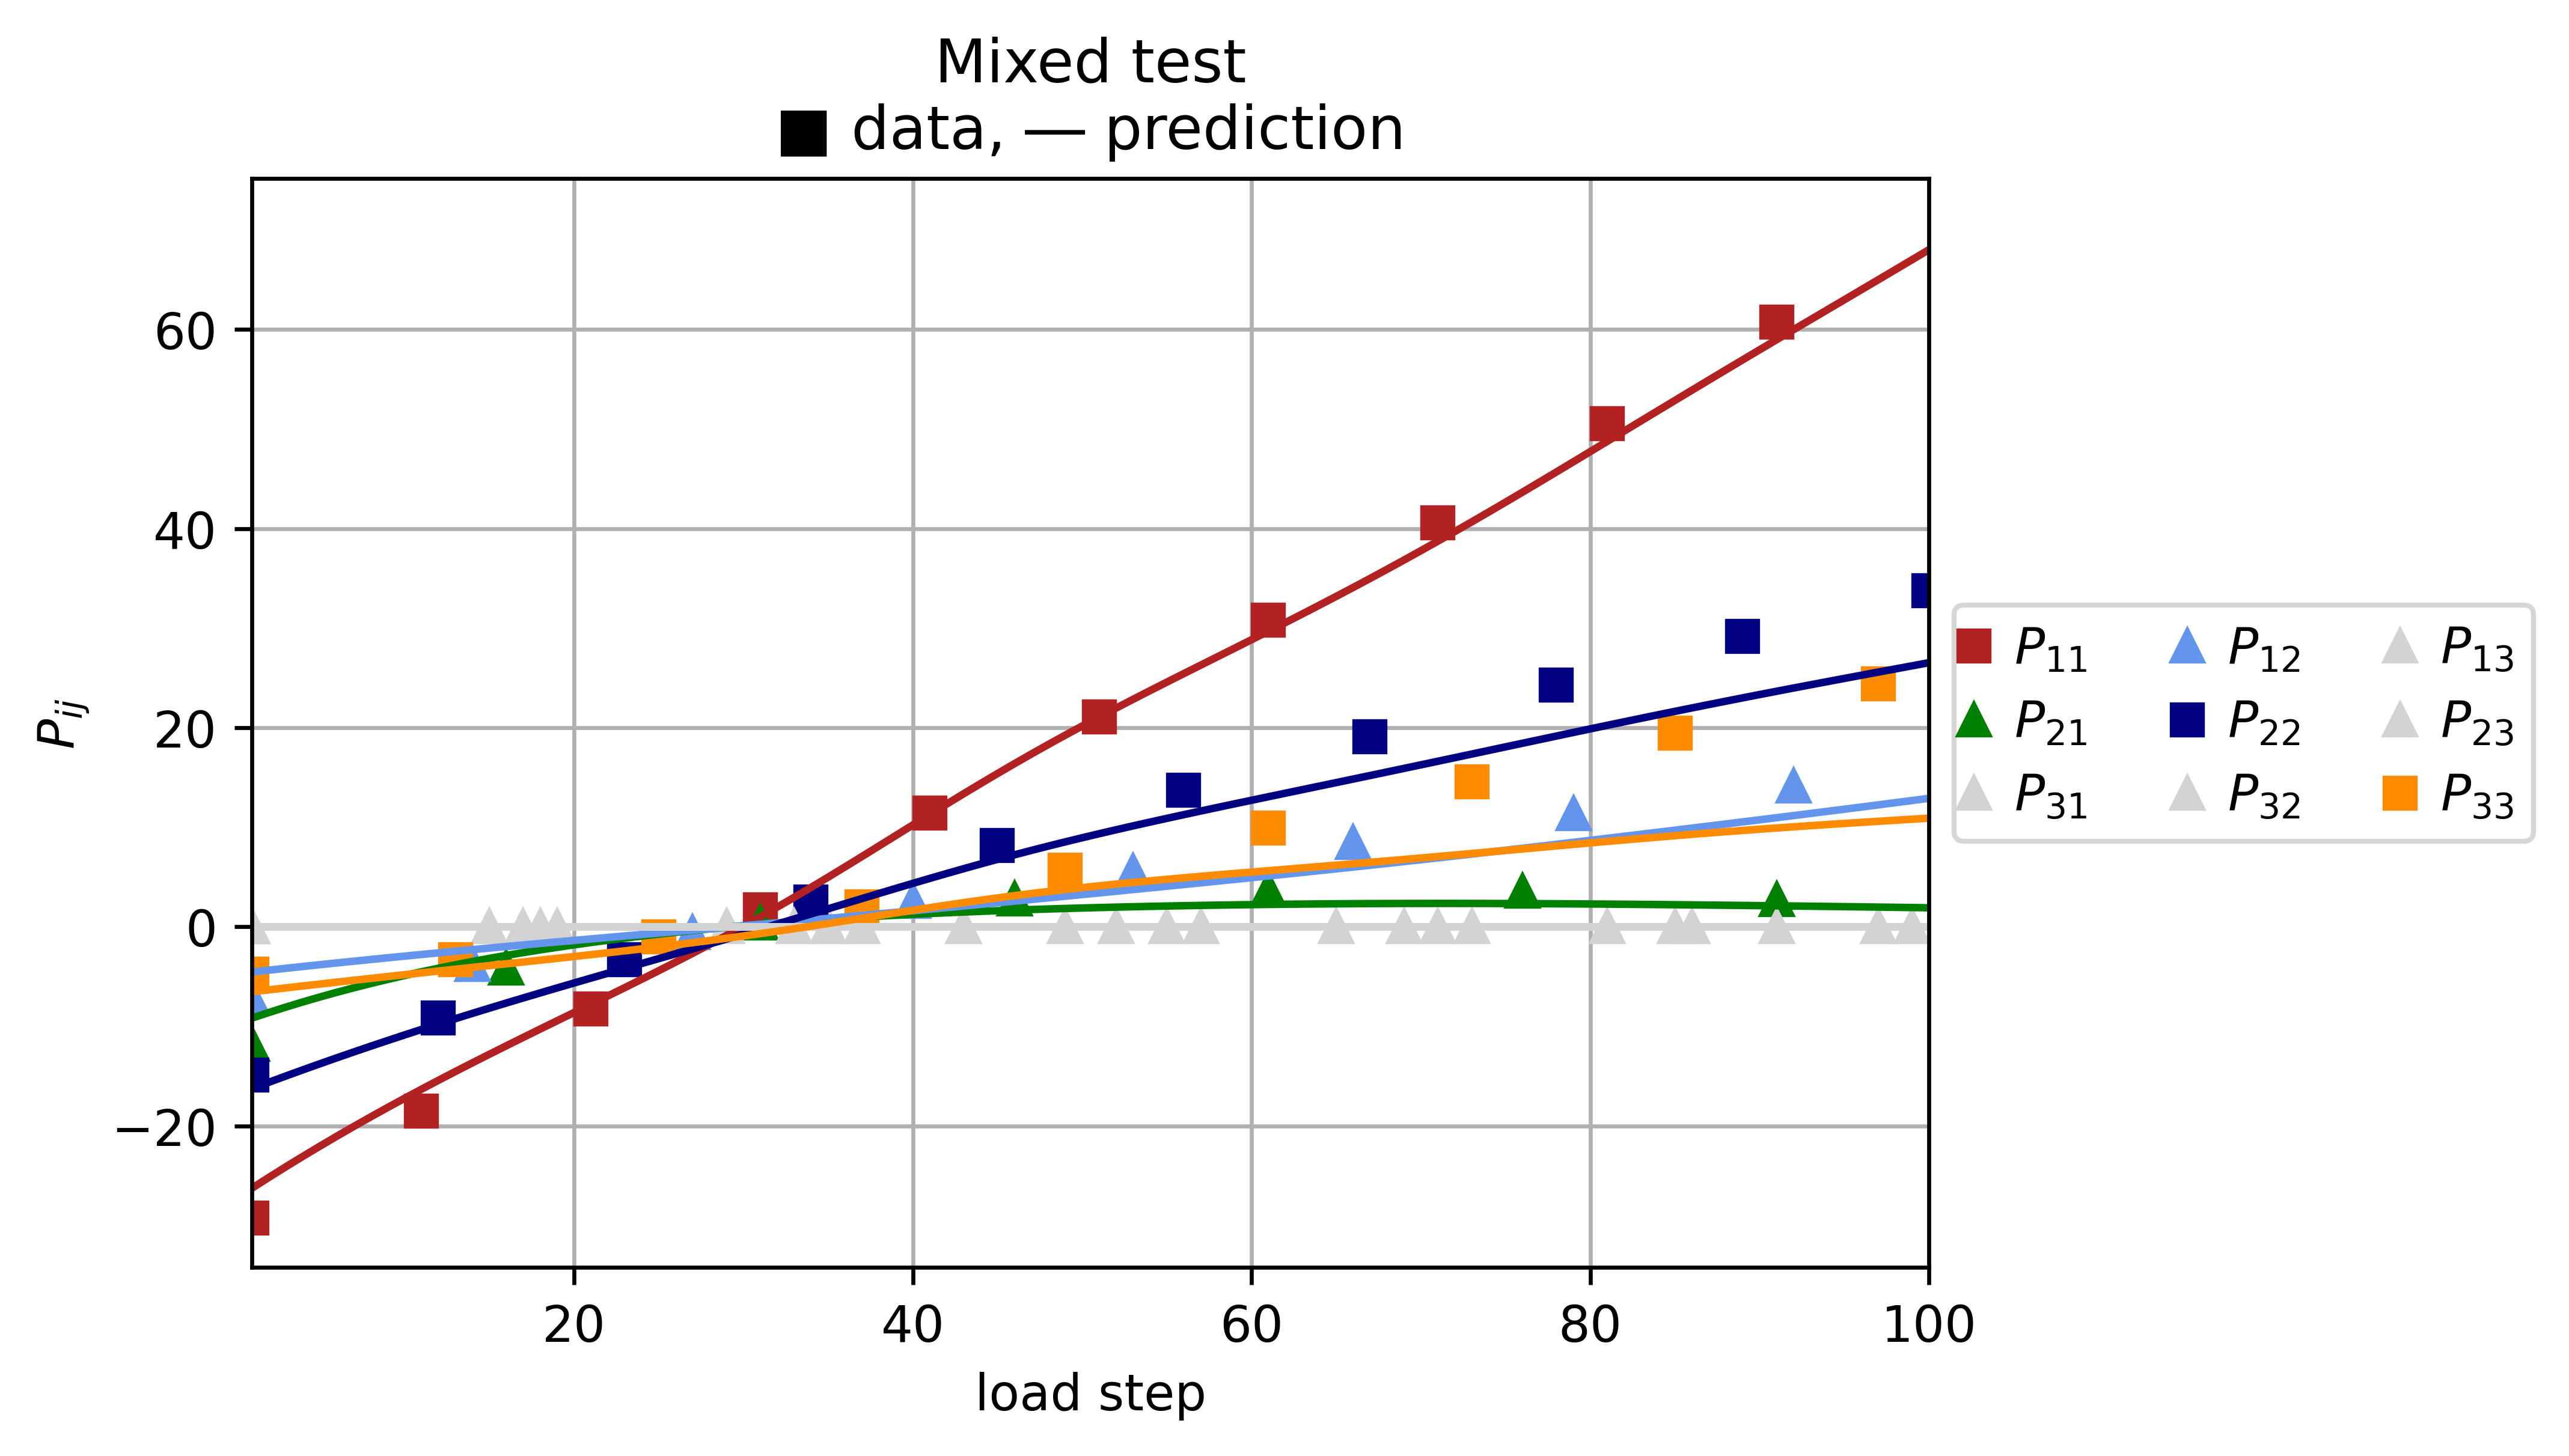 Mixed test
■ data, — prediction
60
40
20
0
−20
P_ij
20 40 60 80 100
load step
P_11 P_12 P_13
P_21 P_22 P_23
P_31 P_32 P_33